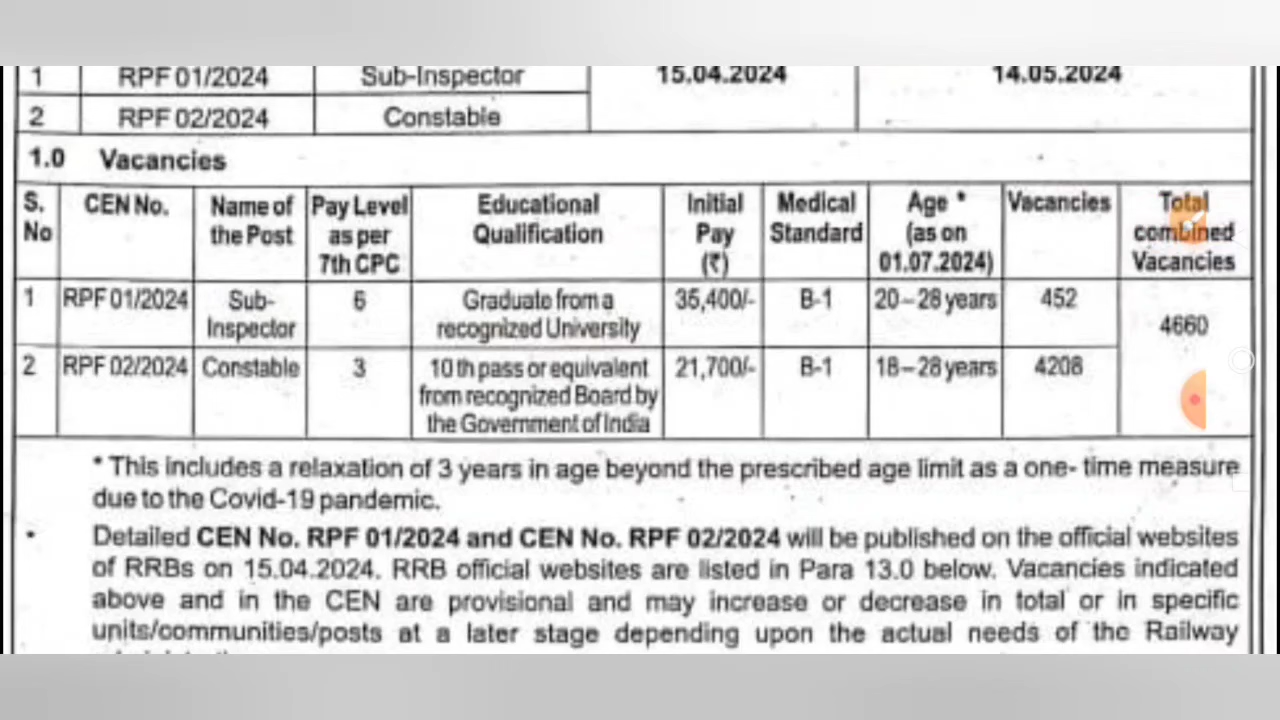 1 RPF 01/2024 Sub-Inspector 15.04.2024 14.05.2024
2 RPF 02/2024 Constable
1.0 Vacancies
S. No CEN No. Name of the Post Pay Level as per 7th CPC Educational Qualification Initial Pay (₹) Medical Standard Age * (as on 01.07.2024) Vacancies Total combined Vacancies
1 RPF 01/2024 Sub-Inspector 6 Graduate from a recognized University 35,400/- B-1 20–28 years 452 4660
2 RPF 02/2024 Constable 3 10th pass or equivalent from recognized Board by the Government of India 21,700/- B-1 18–28 years 4208
* This includes a relaxation of 3 years in age beyond the prescribed age limit as a one- time measure
due to the Covid-19 pandemic.
• Detailed CEN No. RPF 01/2024 and CEN No. RPF 02/2024 will be published on the official websites
of RRBs on 15.04.2024. RRB official websites are listed in Para 13.0 below. Vacancies indicated
above and in the CEN are provisional and may increase or decrease in total or in specific
units/communities/posts at a later stage depending upon the actual needs of the Railway